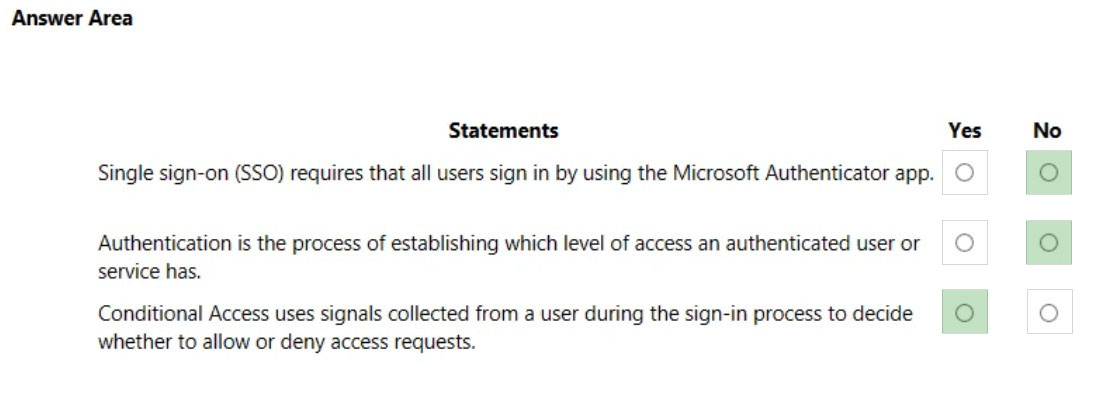 Answer Area
Statements Yes No
Single sign-on (SSO) requires that all users sign in by using the Microsoft Authenticator app.
Authentication is the process of establishing which level of access an authenticated user or
service has.
Conditional Access uses signals collected from a user during the sign-in process to decide
whether to allow or deny access requests.